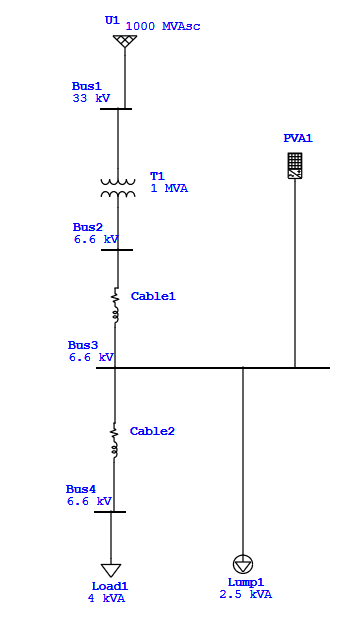 U1 1000 MVAsc
Bus1
33 kV
PVA1
T1
1 MVA
Bus2
6.6 kV
Cable1
Bus3
6.6 kV
Cable2
Bus4
6.6 kV
Load1
4 kVA
Lump1
2.5 kVA